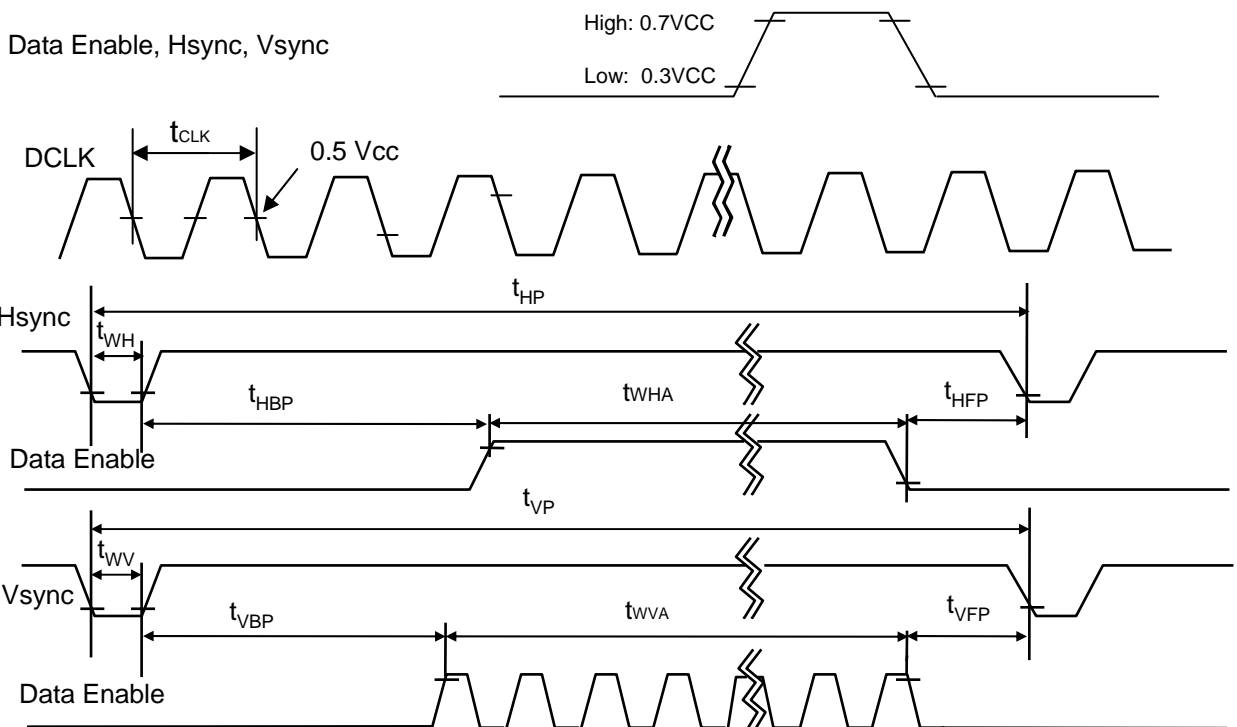 High: 0.7VCC
Data Enable, Hsync, Vsync
Low: 0.3VCC
tCLK
DCLK
0.5 Vcc
tHP
Hsync
tWH
tHBP
tWHA
tHFP
Data Enable
tVP
tWV
Vsync
tVBP
tWVA
tVFP
Data Enable